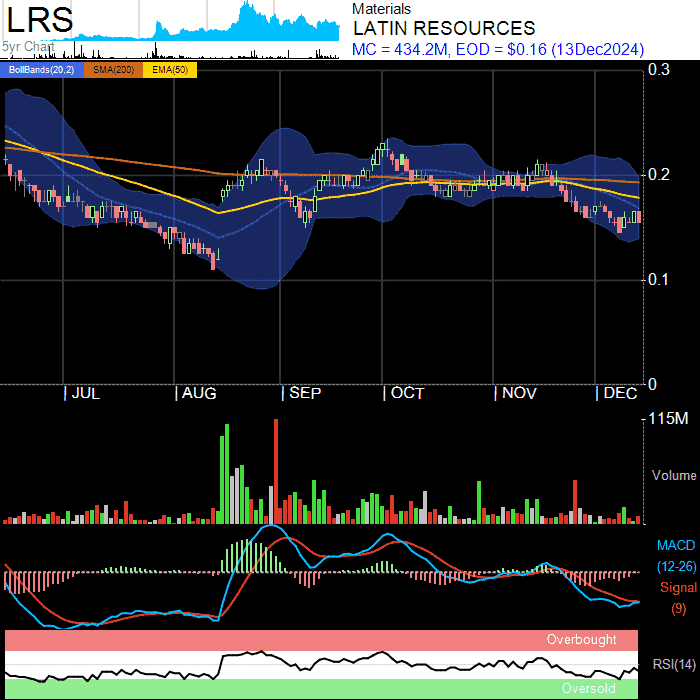 LRS
5yr Chart
Materials
LATIN RESOURCES
MC = 434.2M, EOD = $0.16 (13Dec2024)
BollBands(20,2) SMA(200) EMA(50)
0.3
0.2
0.1
0
JUL AUG SEP OCT NOV DEC
115M
Volume
MACD
(12-26)
Signal
(9)
Overbought
RSI(14)
Oversold